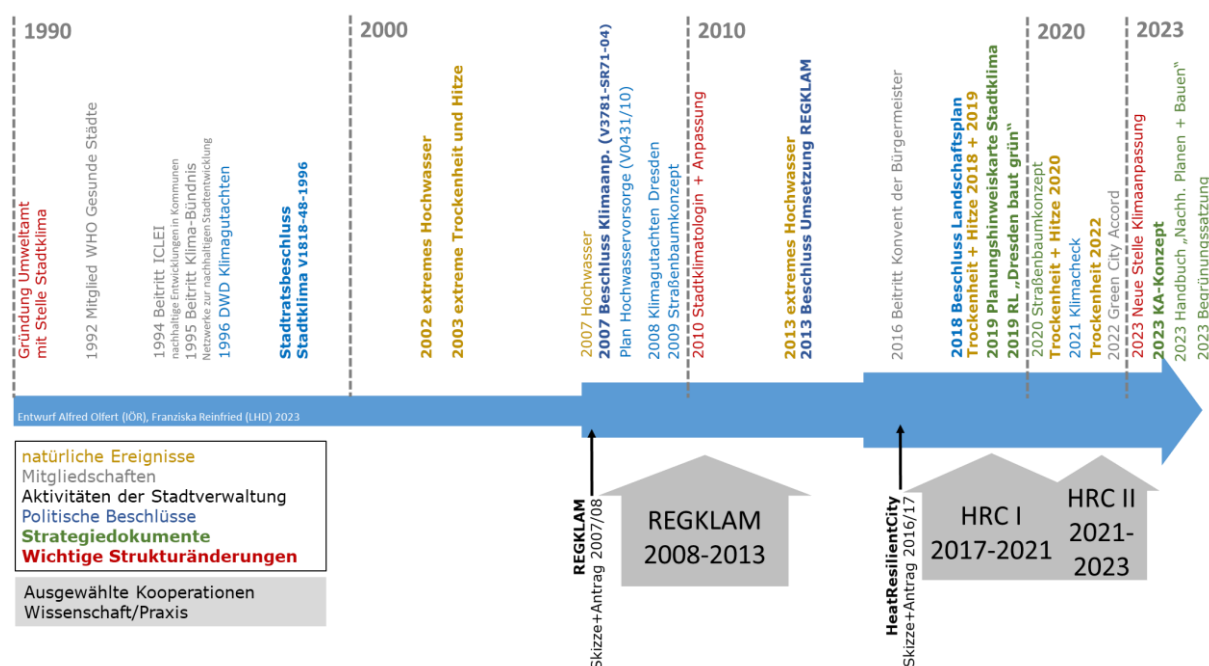 1990
2000
2010
2020
2023
Gründung Umweltamt
mit Stelle Stadtklima
1992 Mitglied WHO Gesunde Städte
1994 Beitritt ICLEI
nachhaltige Entwicklungen in Kommunen
1995 Beitritt Klima-Bündnis
Netzwerke zur nachhaltigen Stadtentwicklung
1996 DWD Klimagutachten
Stadtratsbeschluss
Stadtklima V1818-48-1996
2002 extremes Hochwasser
2003 extreme Trockenheit und Hitze
2007 Hochwasser
2007 Beschluss Klimaanp. (V3781-SR71-04)
Plan Hochwasservorsorge (V0431/10)
2008 Klimagutachten Dresden
2009 Straßenbaumkonzept
2010 Stadtklimatologin + Anpassung
2013 extremes Hochwasser
2013 Beschluss Umsetzung REGKLAM
2016 Beitritt Konvent der Bürgermeister
2018 Beschluss Landschaftsplan
Trockenheit + Hitze 2018 + 2019
2019 Planungshinweiskarte Stadtklima
2019 RL „Dresden baut grün“
2020 Straßenbaumkonzept
Trockenheit + Hitze 2020
2021 Klimacheck
Trockenheit 2022
2022 Green City Accord
2023 Neue Stelle Klimaanpassung
2023 KA-Konzept
2023 Handbuch „Nachh. Planen + Bauen“
2023 Begrünungssatzung
Entwurf Alfred Olfert (IÖR), Franziska Reinfried (LHD) 2023
natürliche Ereignisse
Mitgliedschaften
Aktivitäten der Stadtverwaltung
Politische Beschlüsse
Strategiedokumente
Wichtige Strukturänderungen
Ausgewählte Kooperationen
Wissenschaft/Praxis
REGKLAM
Skizze+Antrag 2007/08
REGKLAM
2008-2013
HeatResilientCity
Skizze+Antrag 2016/17
HRC I
2017-2021
HRC II
2021-
2023